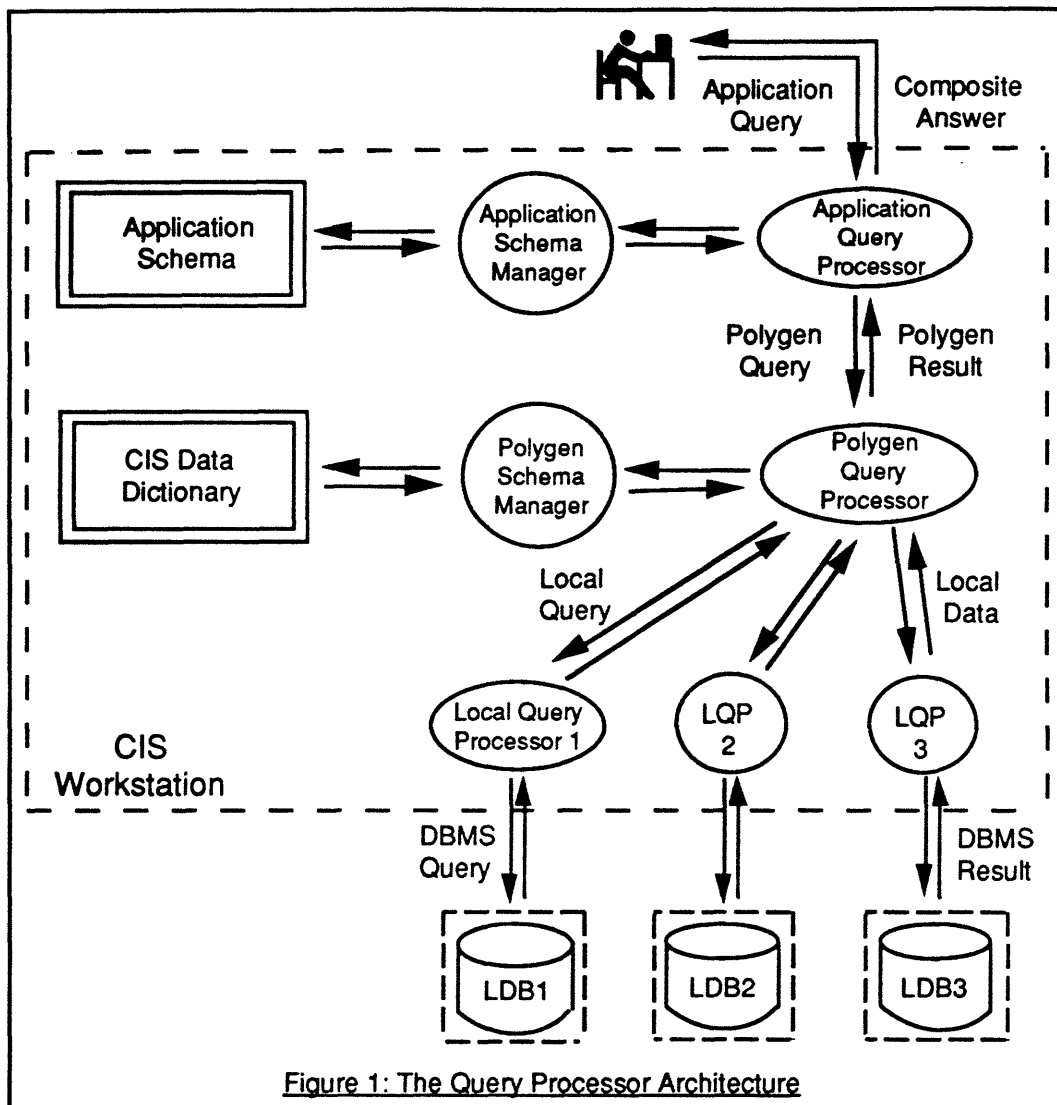 Application
Query
Composite
Answer
Application
Schema
Application
Schema
Manager
Application
Query
Processor
Polygen
Query
Polygen
Result
CIS Data
Dictionary
Polygen
Schema
Manager
Polygen
Query
Processor
Local
Query
Local
Data
Local Query
Processor 1
LQP
2
LQP
3
CIS
Workstation
DBMS
Query
DBMS
Result
LDB1
LDB2
LDB3
Figure 1: The Query Processor Architecture